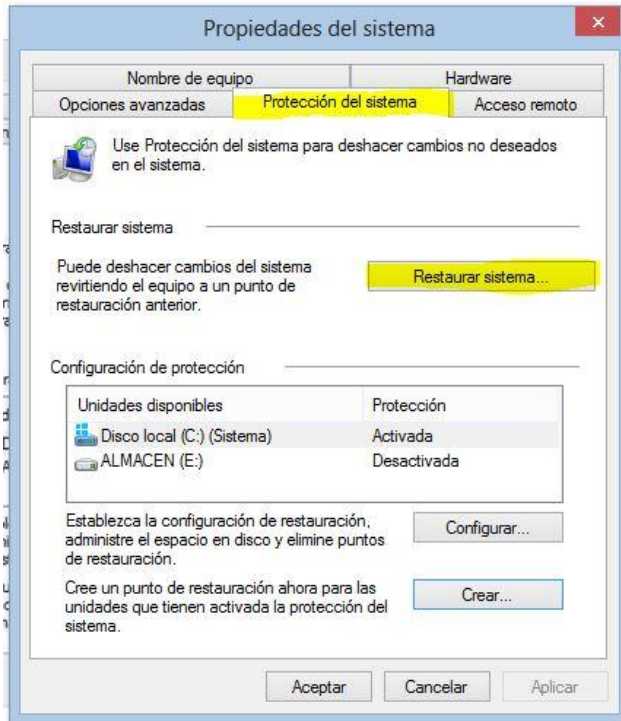 Propiedades del sistema
Nombre de equipo
Hardware
Opciones avanzadas
Protección del sistema
Acceso remoto
Use Protección del sistema para deshacer cambios no deseados
en el sistema.
Restaurar sistema
Puede deshacer cambios del sistema
revirtiendo el equipo a un punto de
restauración anterior.
Restaurar sistema...
Configuración de protección
Unidades disponibles
Protección
Disco local (C:) (Sistema)
Activada
ALMACEN (E:)
Desactivada
Establezca la configuración de restauración,
administre el espacio en disco y elimine puntos
de restauración.
Configurar...
Cree un punto de restauración ahora para las
unidades que tienen activada la protección del
sistema.
Crear...
Aceptar
Cancelar
Aplicar